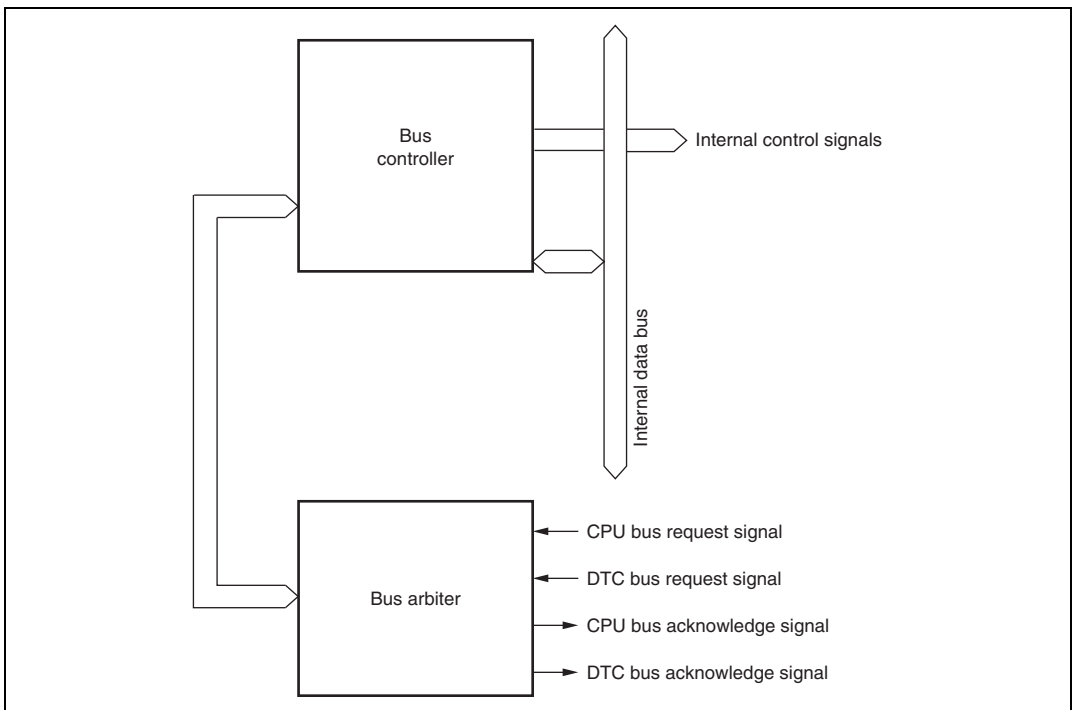 Bus
controller
Internal control signals
Internal data bus
CPU bus request signal
DTC bus request signal
Bus arbiter
CPU bus acknowledge signal
DTC bus acknowledge signal